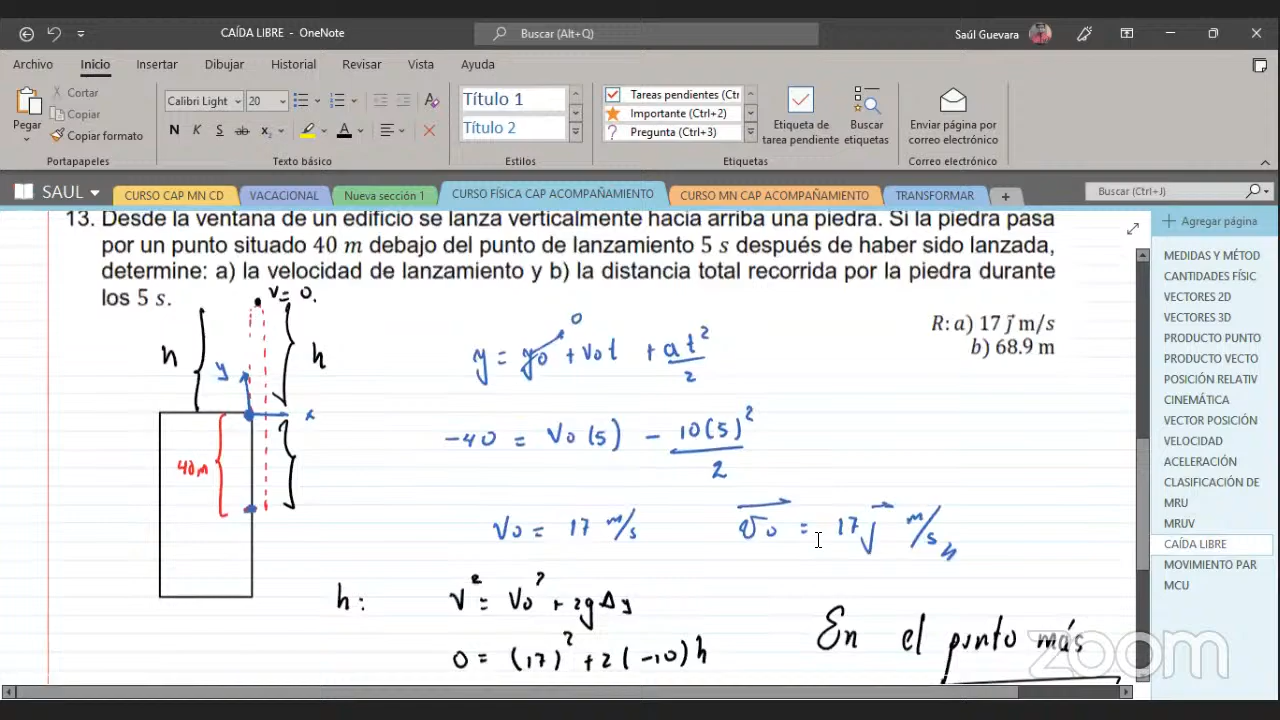 CAÍDA LIBRE - OneNote
Buscar (Alt+Q)
Saúl Guevara
Archivo Inicio Insertar Dibujar Historial Revisar Vista Ayuda
Pegar
Cortar
Copiar
Copiar formato
Portapapeles
Calibri Light 20
N K S ab x₂ A
Texto básico
Título 1
Título 2
Estilos
Tareas pendientes (Ctr
Importante (Ctrl+2)
Pregunta (Ctrl+3)
Etiqueta de
tarea pendiente
Buscar
etiquetas
Etiquetas
Enviar página por
correo electrónico
Correo electrónico
SAUL
CURSO CAP MN CD
VACACIONAL
Nueva sección 1
CURSO FÍSICA CAP ACOMPAÑAMIENTO
CURSO MN CAP ACOMPAÑAMIENTO
TRANSFORMAR
Buscar (Ctrl+J)
13. Desde la ventana de un edificio se lanza verticalmente hacia arriba una piedra. Si la piedra pasa
por un punto situado 40 m debajo del punto de lanzamiento 5 s después de haber sido lanzada,
determine: a) la velocidad de lanzamiento y b) la distancia total recorrida por la piedra durante
los 5 s.
R: a) 17 j⃗ m/s
b) 68.9 m
v = 0.
h
h
y
x
40m
y = y0 0 + v0t + at²/2
-40 = V0(5) - 10(5)²/2
V0 = 17 m/s
v⃗0 = 17 j⃗ m/s
h
h:
V² = V0² + 2gΔy
0 = (17)² + 2(-10)h
En el punto más
zoom
Agregar página
MEDIDAS Y MÉTOD
CANTIDADES FÍSIC
VECTORES 2D
VECTORES 3D
PRODUCTO PUNTO
PRODUCTO VECTO
POSICIÓN RELATIV
CINEMÁTICA
VECTOR POSICIÓN
VELOCIDAD
ACELERACIÓN
CLASIFICACIÓN DE
MRU
MRUV
CAÍDA LIBRE
MOVIMIENTO PAR
MCU